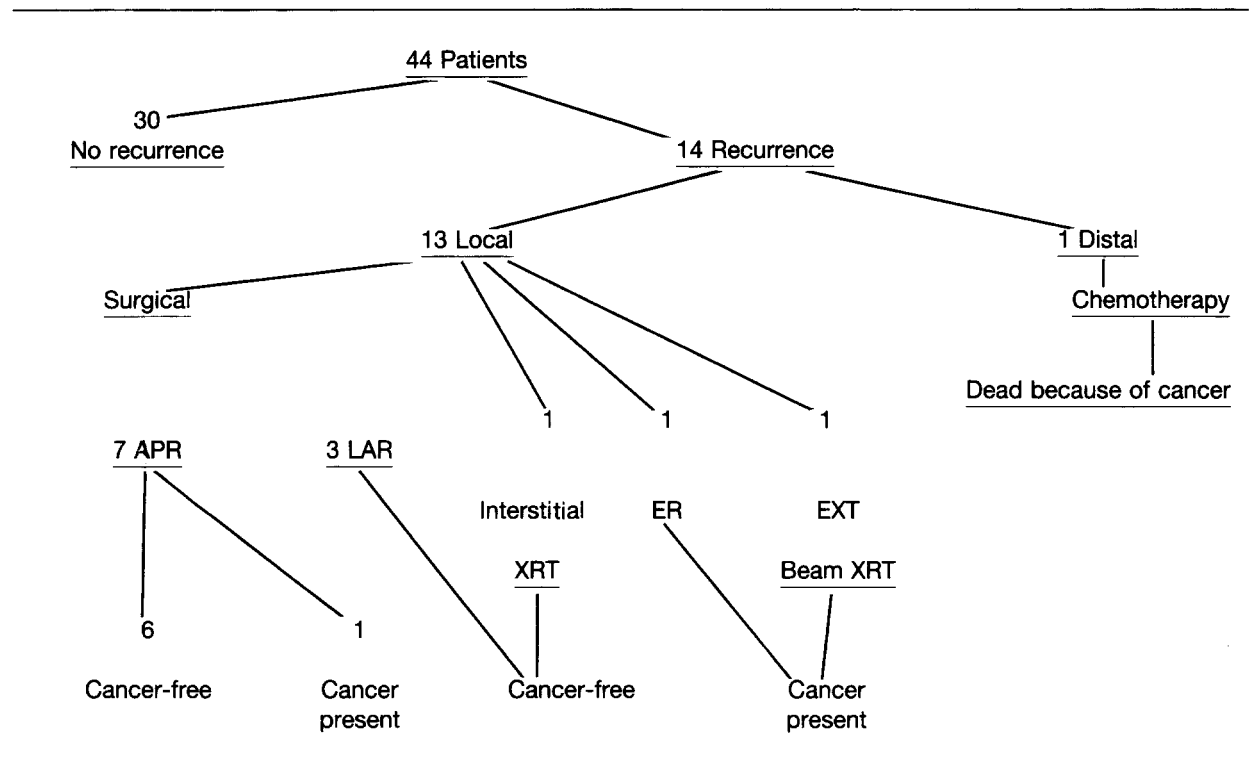 44 Patients
30
No recurrence
14 Recurrence
13 Local
1 Distal
Surgical
Chemotherapy
Dead because of cancer
1
1
1
7 APR
3 LAR
Interstitial
ER
EXT
XRT
Beam XRT
6
1
Cancer-free
Cancer
present
Cancer-free
Cancer
present